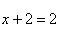 x + 2 = 2